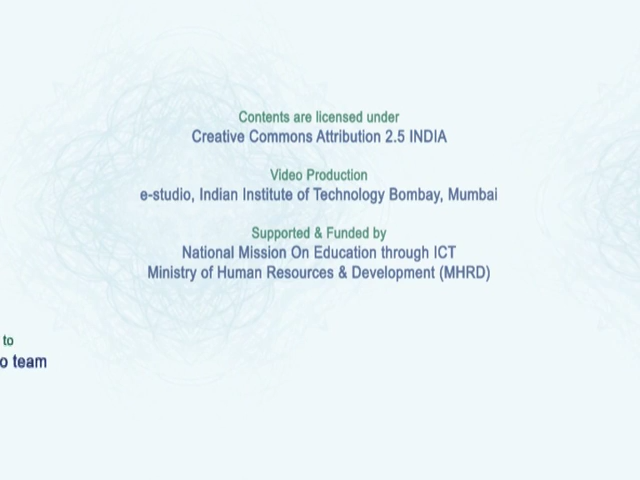 Contents are licensed under
Creative Commons Attribution 2.5 INDIA
Video Production
e-studio, Indian Institute of Technology Bombay, Mumbai
Supported & Funded by
National Mission On Education through ICT
Ministry of Human Resources & Development (MHRD)
to
o team